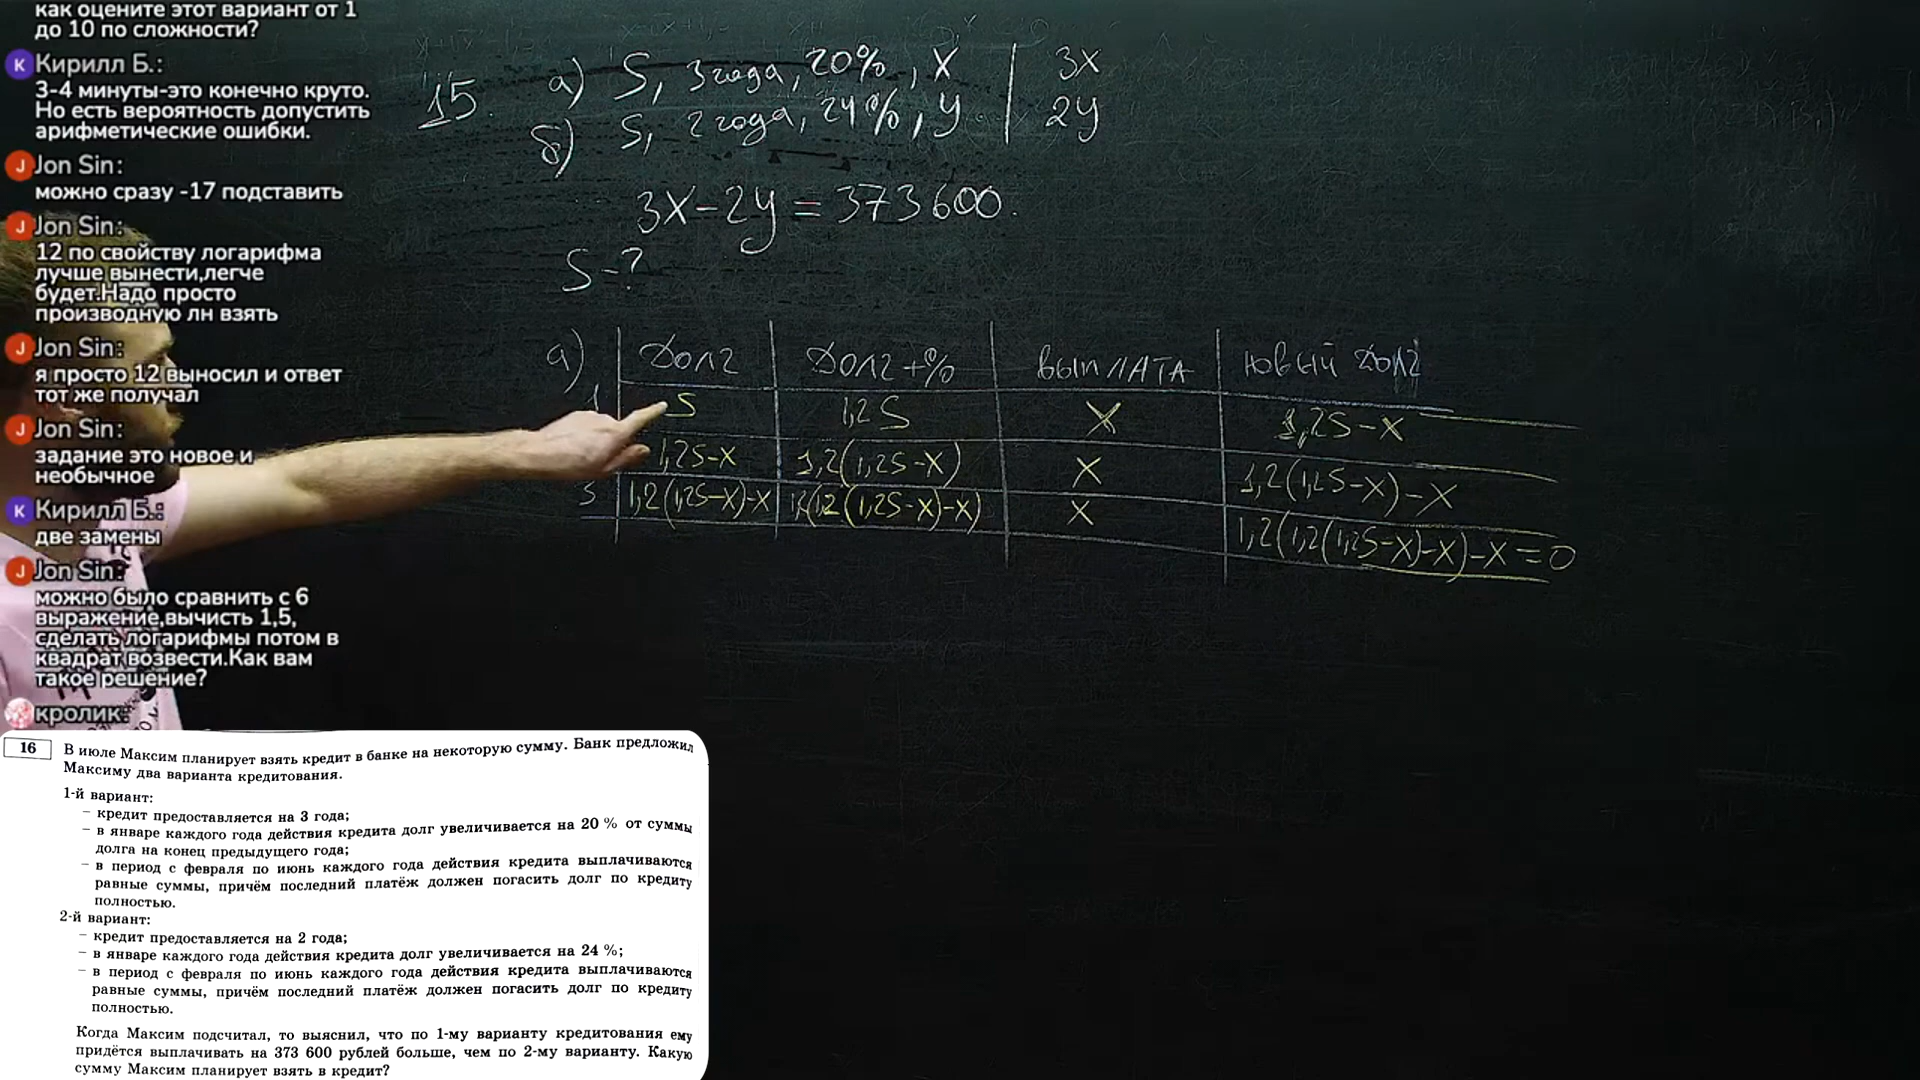 как оцените этот вариант от 1
до 10 по сложности?
К Кирилл Б.:
3-4 минуты-это конечно круто.
Но есть вероятность допустить
арифметические ошибки.
J Jon Sin:
можно сразу -17 подставить
J Jon Sin:
12 по свойству логарифма
лучше вынести,легче
будет.Надо просто
производную лн взять
J Jon Sin:
я просто 12 выносил и ответ
тот же получал
J Jon Sin:
задание это новое и
необычное
К Кирилл Б.:
две замены
J Jon Sin:
можно было сравнить с 6
выражение,вычисть 1,5,
сделать логарифмы потом в
квадрат возвести.Как вам
такое решение?
кролик:
15.
а) S, 3 года, 20%, x | 3x
б) S, 2 года, 24%, y | 2y
3x-2y=373600.
S-?
а) долг долг+% выплата новый долг
S 1,2S x 1,2S-x
1,2S-x 1,2(1,2S-x) x 1,2(1,2S-x)-x
3 1,2(1,2S-x)-x 1,2(1,2(1,2S-x)-x) x 1,2(1,2(1,2S-x)-x)-x=0
16 В июле Максим планирует взять кредит в банке на некоторую сумму. Банк предложил
Максиму два варианта кредитования.
1-й вариант:
– кредит предоставляется на 3 года;
– в январе каждого года действия кредита долг увеличивается на 20 % от суммы
долга на конец предыдущего года;
– в период с февраля по июнь каждого года действия кредита выплачиваются
равные суммы, причём последний платёж должен погасить долг по кредиту
полностью.
2-й вариант:
– кредит предоставляется на 2 года;
– в январе каждого года действия кредита долг увеличивается на 24 %;
– в период с февраля по июнь каждого года действия кредита выплачиваются
равные суммы, причём последний платёж должен погасить долг по кредиту
полностью.
Когда Максим подсчитал, то выяснил, что по 1-му варианту кредитования ему
придётся выплачивать на 373 600 рублей больше, чем по 2-му варианту. Какую
сумму Максим планирует взять в кредит?